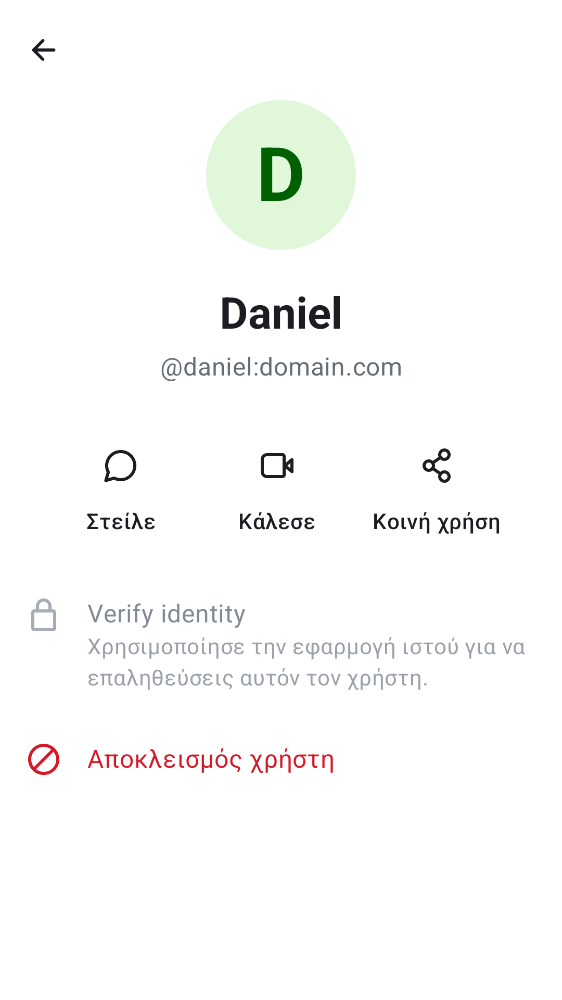 D
Daniel
@daniel:domain.com
Στείλε Κάλεσε Κοινή χρήση
Verify identity
Χρησιμοποίησε την εφαρμογή ιστού για να
επαληθεύσεις αυτόν τον χρήστη.
Αποκλεισμός χρήστη